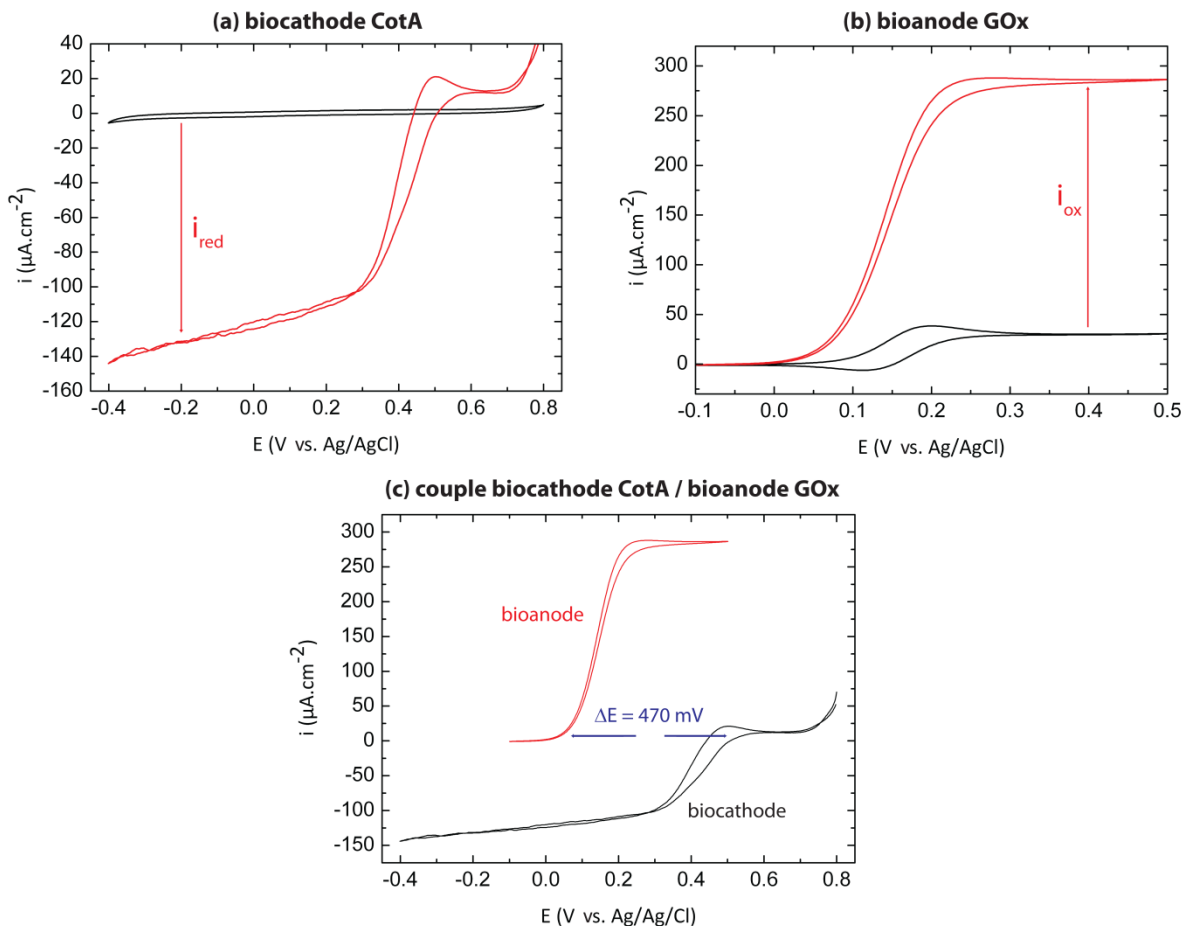 (a) biocathode CotA
40
20
0
-20
-40
-60
-80
-100
-120
-140
-160
i (µA.cm-2)
i red
-0.4 -0.2 0.0 0.2 0.4 0.6 0.8
E (V vs. Ag/AgCl)
(b) bioanode GOx
300
250
200
150
100
50
0
i (µA.cm-2)
i ox
-0.1 0.0 0.1 0.2 0.3 0.4 0.5
E (V vs. Ag/AgCl)
(c) couple biocathode CotA / bioanode GOx
300
250
200
150
100
50
0
-50
-100
-150
i (µA.cm-2)
bioanode
ΔE = 470 mV
biocathode
-0.4 -0.2 0.0 0.2 0.4 0.6 0.8
E (V vs. Ag/Ag/Cl)